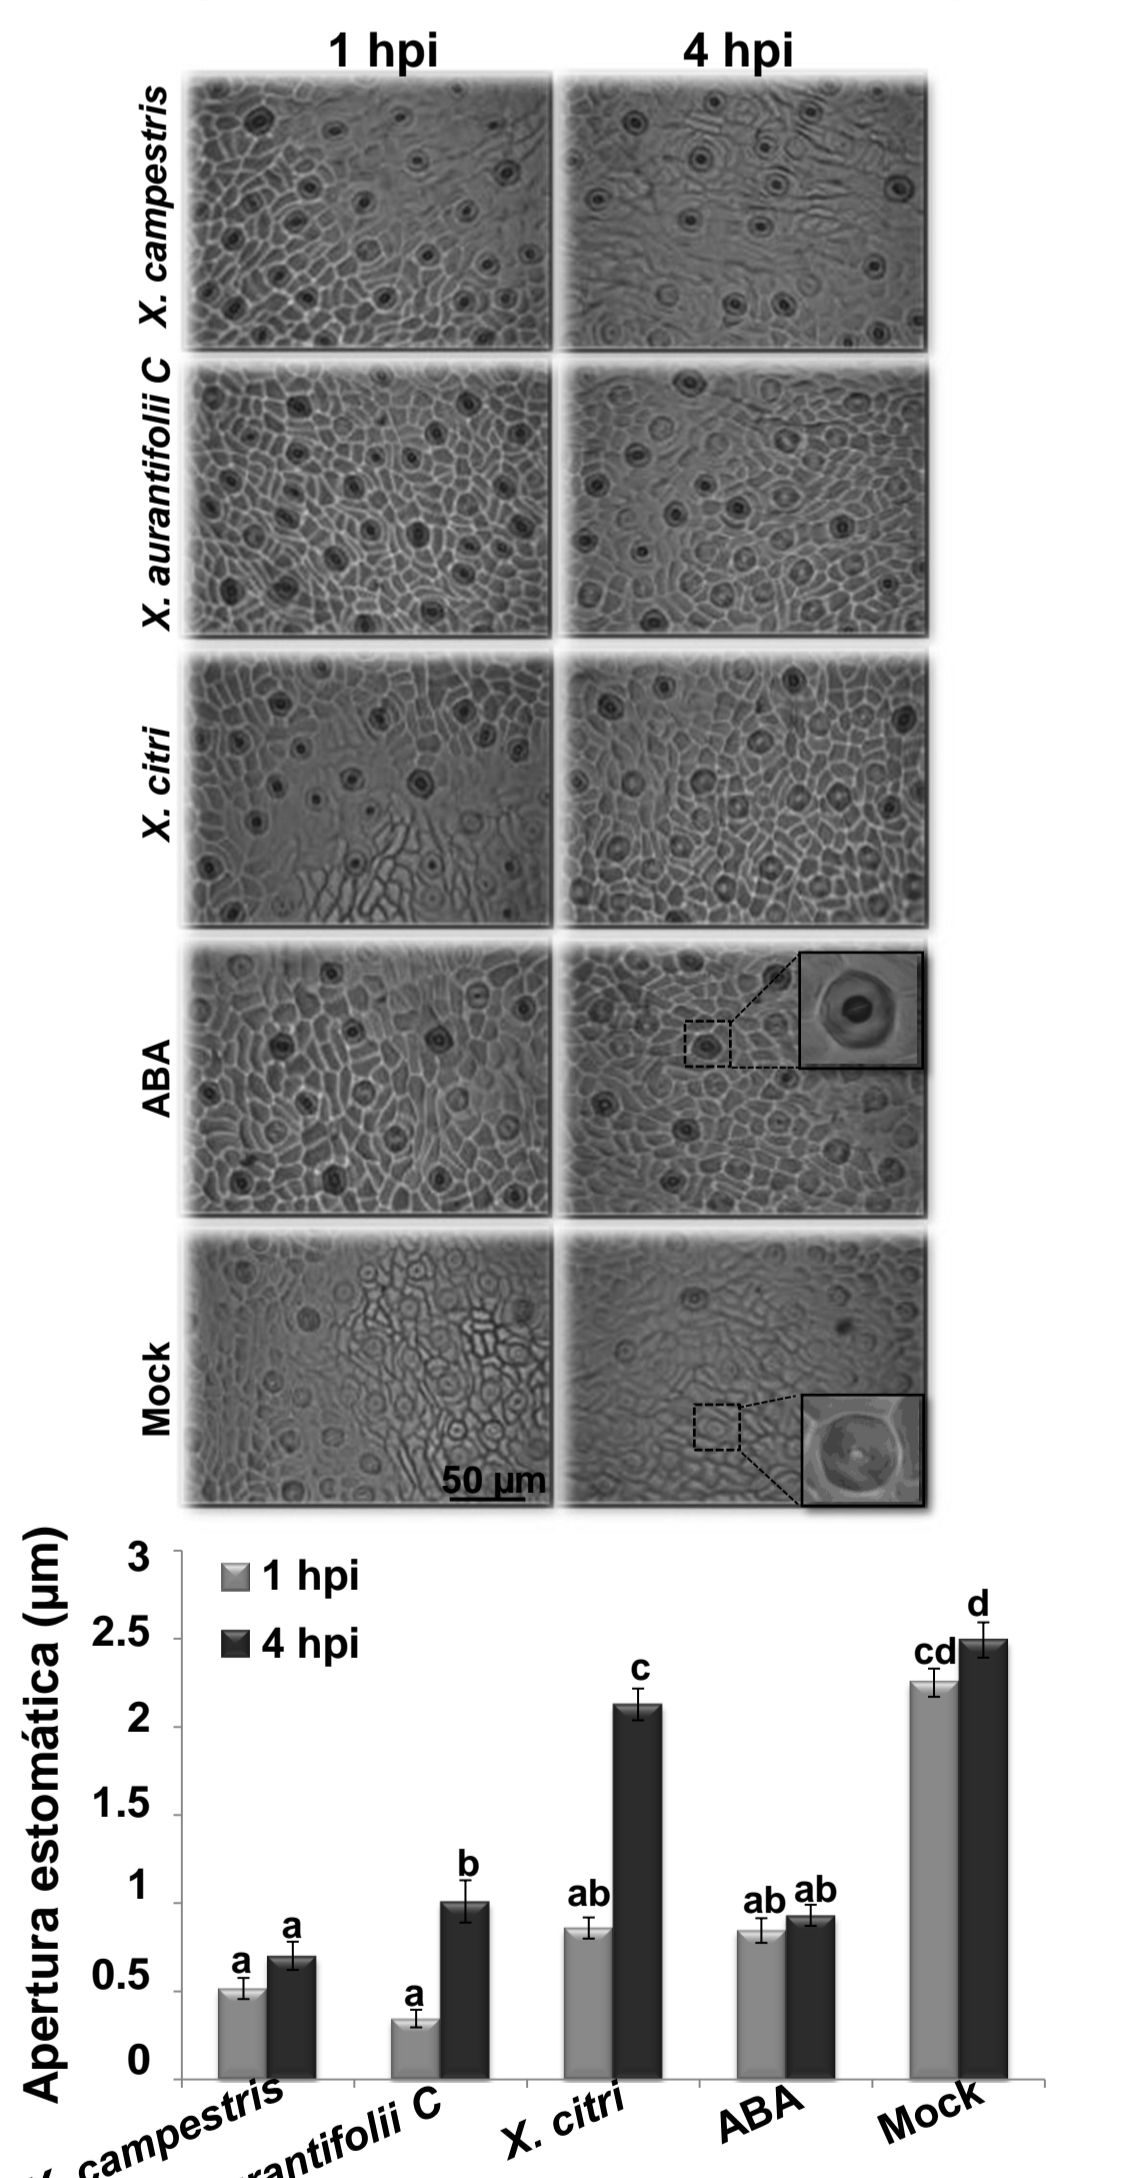 1 hpi 4 hpi
X. campestris
X. aurantifolii C
X. citri
ABA
Mock
50 µm
Apertura estomática (µm)
3
2.5
2
1.5
1
0.5
0
1 hpi
4 hpi
a a a b ab c ab ab cd d
campestris
rantifolii C
X. citri
ABA
Mock